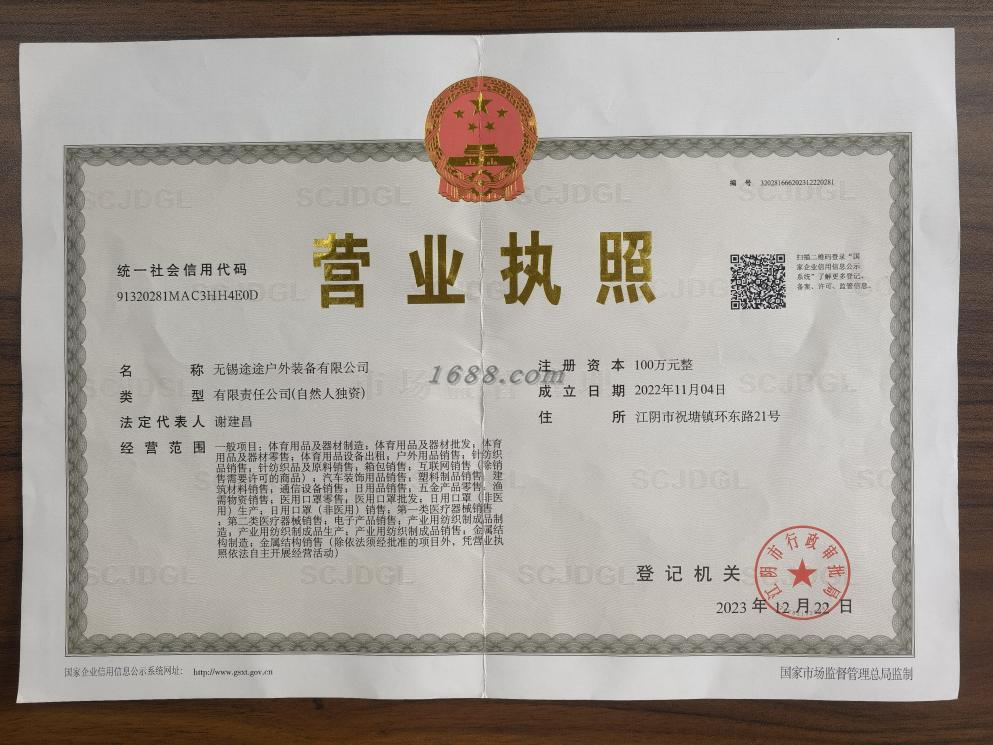 编 号 320281666202312220281
营业执照
统一社会信用代码
91320281MAC3HH4E0D
扫描二维码登录“国
家企业信用信息公示
系统”了解更多登记、
备案、许可、监管信息。
名 称 无锡途途户外装备有限公司
类 型 有限责任公司(自然人独资)
法定代表人 谢建昌
经营范围 一般项目：体育用品及器材制造；体育用品及器材批发；体育
用品及器材零售；体育用品设备出租；户外用品销售；针纺织
品销售；针纺织品及原料销售；箱包销售；互联网销售（除销
售需要许可的商品）；汽车装饰用品销售；塑料制品销售；建
筑材料销售；通信设备销售；日用品销售；五金产品零售；渔
需物资销售；医用口罩零售；医用口罩批发；日用口罩（非医
用）生产；日用口罩（非医用）销售；第一类医疗器械销售
；第二类医疗器械销售；电子产品销售；产业用纺织制成品制
造；产业用纺织制成品生产；产业用纺织制成品销售；金属结
构制造；金属结构销售（除依法须经批准的项目外，凭营业执
照依法自主开展经营活动）
注册资本 100万元整
成立日期 2022年11月04日
住 所 江阴市祝塘镇环东路21号
1688.com
登记机关
江阴市行政审批局
2023 年 12 月 22 日
国家企业信用信息公示系统网址： http://www.gsxt.gov.cn
国家市场监督管理总局监制